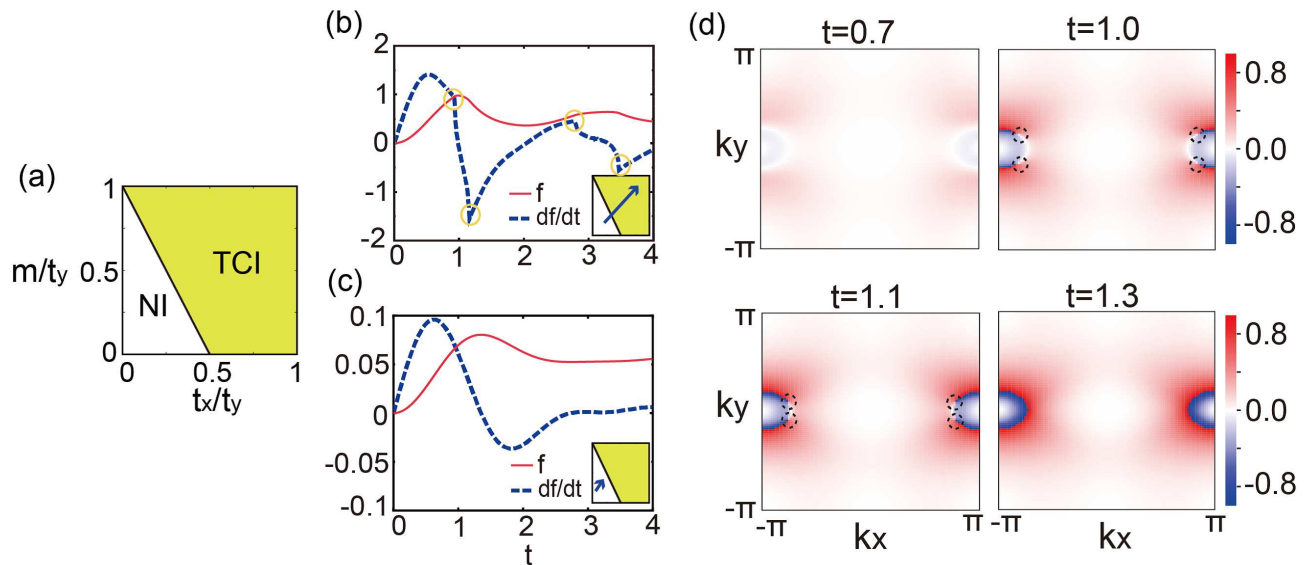 (a)
1
m/ty
0.5
0
TCI
NI
0
0.5
1
tx/ty
(b)
2
1
0
-1
-2
f
df/dt
0
1
2
3
4
(c)
0.1
0.05
0
-0.05
-0.1
f
df/dt
0
1
2
3
4
t
(d)
t=0.7
t=1.0
π
ky
-π
0.8
0.0
-0.8
t=1.1
t=1.3
π
ky
-π
-π
π
-π
π
kx
kx
0.8
0.0
-0.8